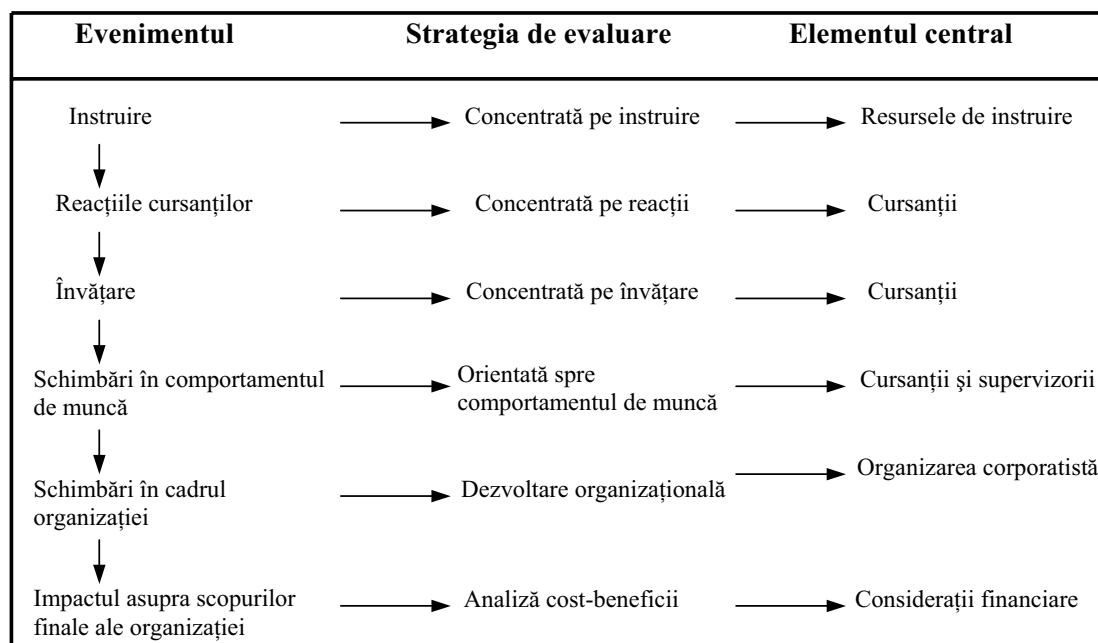 Evenimentul Strategia de evaluare Elementul central
Instruire Concentrată pe instruire Resursele de instruire
Reacțiile cursanților Concentrată pe reacții Cursanții
Învățare Concentrată pe învățare Cursanții
Schimbări în comportamentul
de muncă
Orientată spre
comportamentul de muncă
Cursanții şi supervizorii
Schimbări în cadrul
organizației
Dezvoltare organizațională
Organizarea corporatistă
Impactul asupra scopurilor
finale ale organizației
Analiză cost-beneficii
Considerații financiare